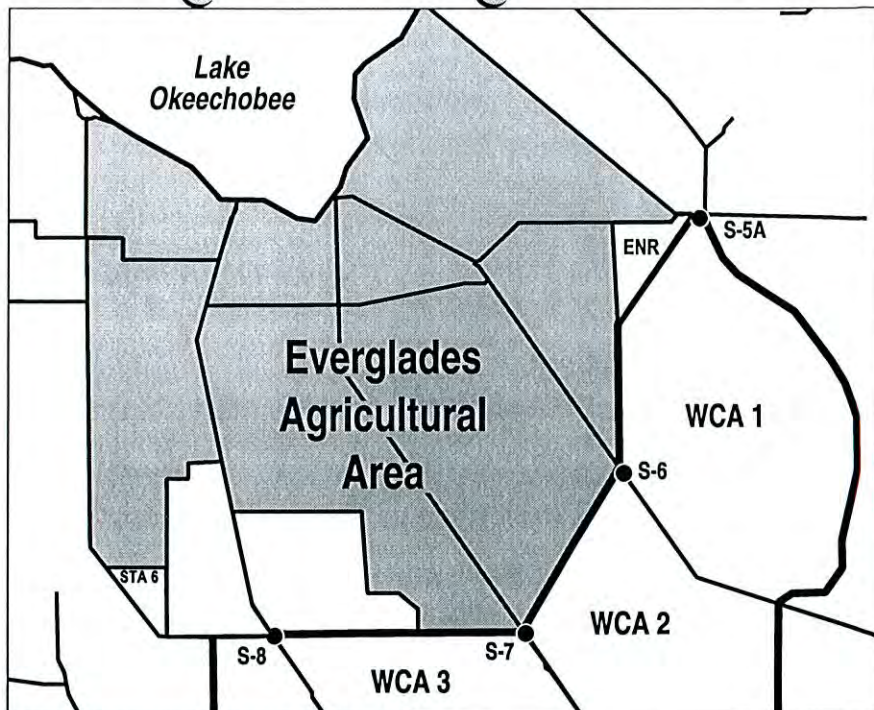 Lake
Okeechobee
ENR
S-5A
Everglades
Agricultural
Area
WCA 1
S-6
STA 6
WCA 2
S-8
S-7
WCA 3